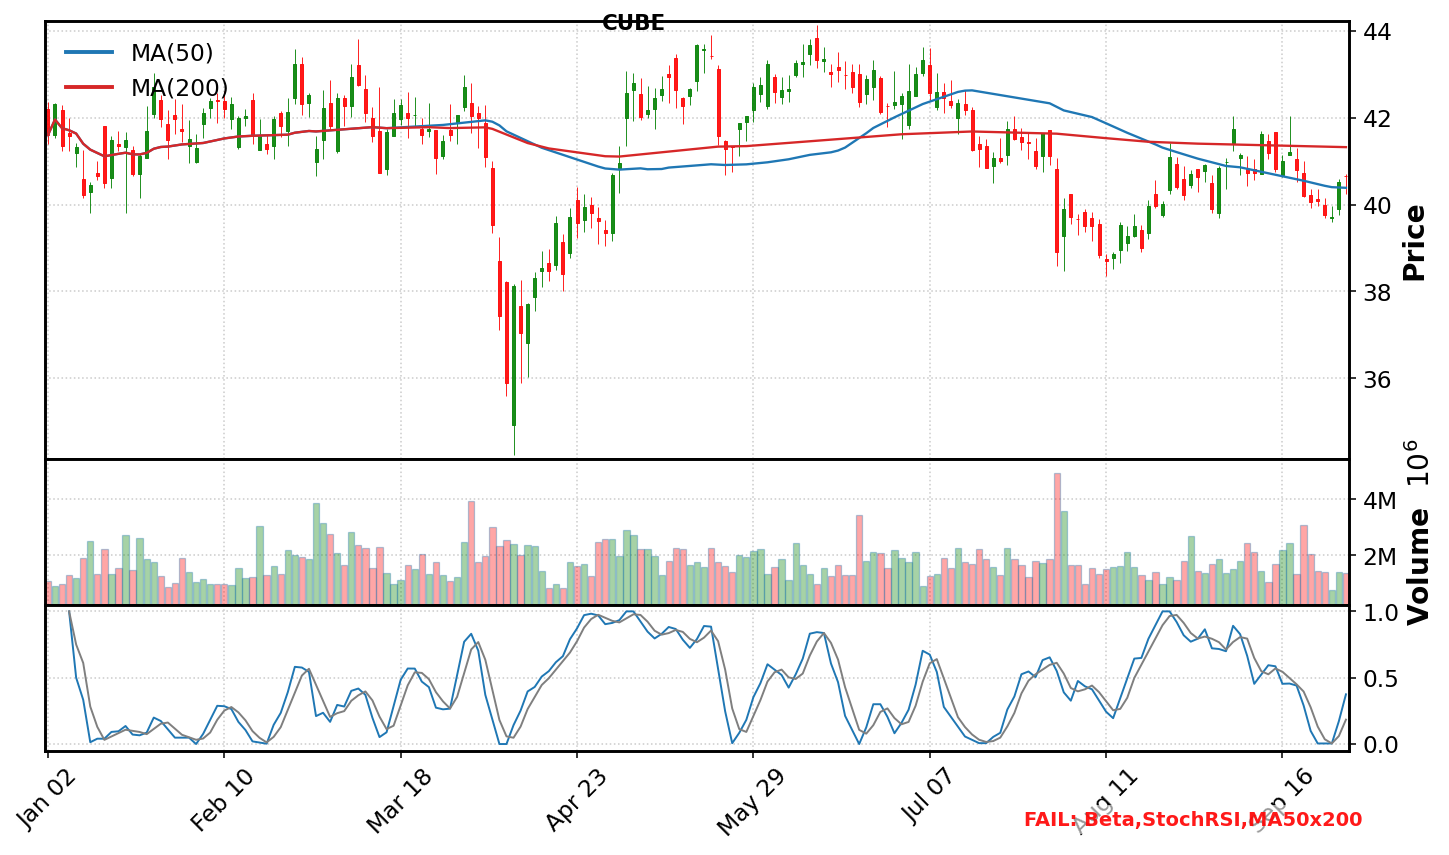 CUBE
MA(50)
MA(200)
44
42
40
38
36
Price
4M
2M
Volume 10^6
1.0
0.5
0.0
Jan 02
Feb 10
Mar 18
Apr 23
May 29
Jul 07
Aug 11
Sep 16
FAIL: Beta,StochRSI,MA50x200